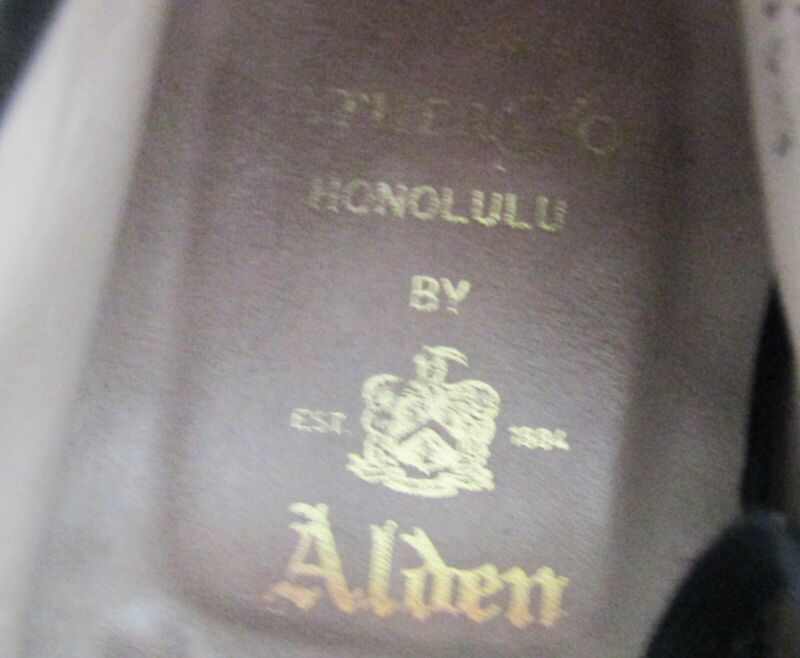 HONOLULU
BY
EST. 1884
Alden